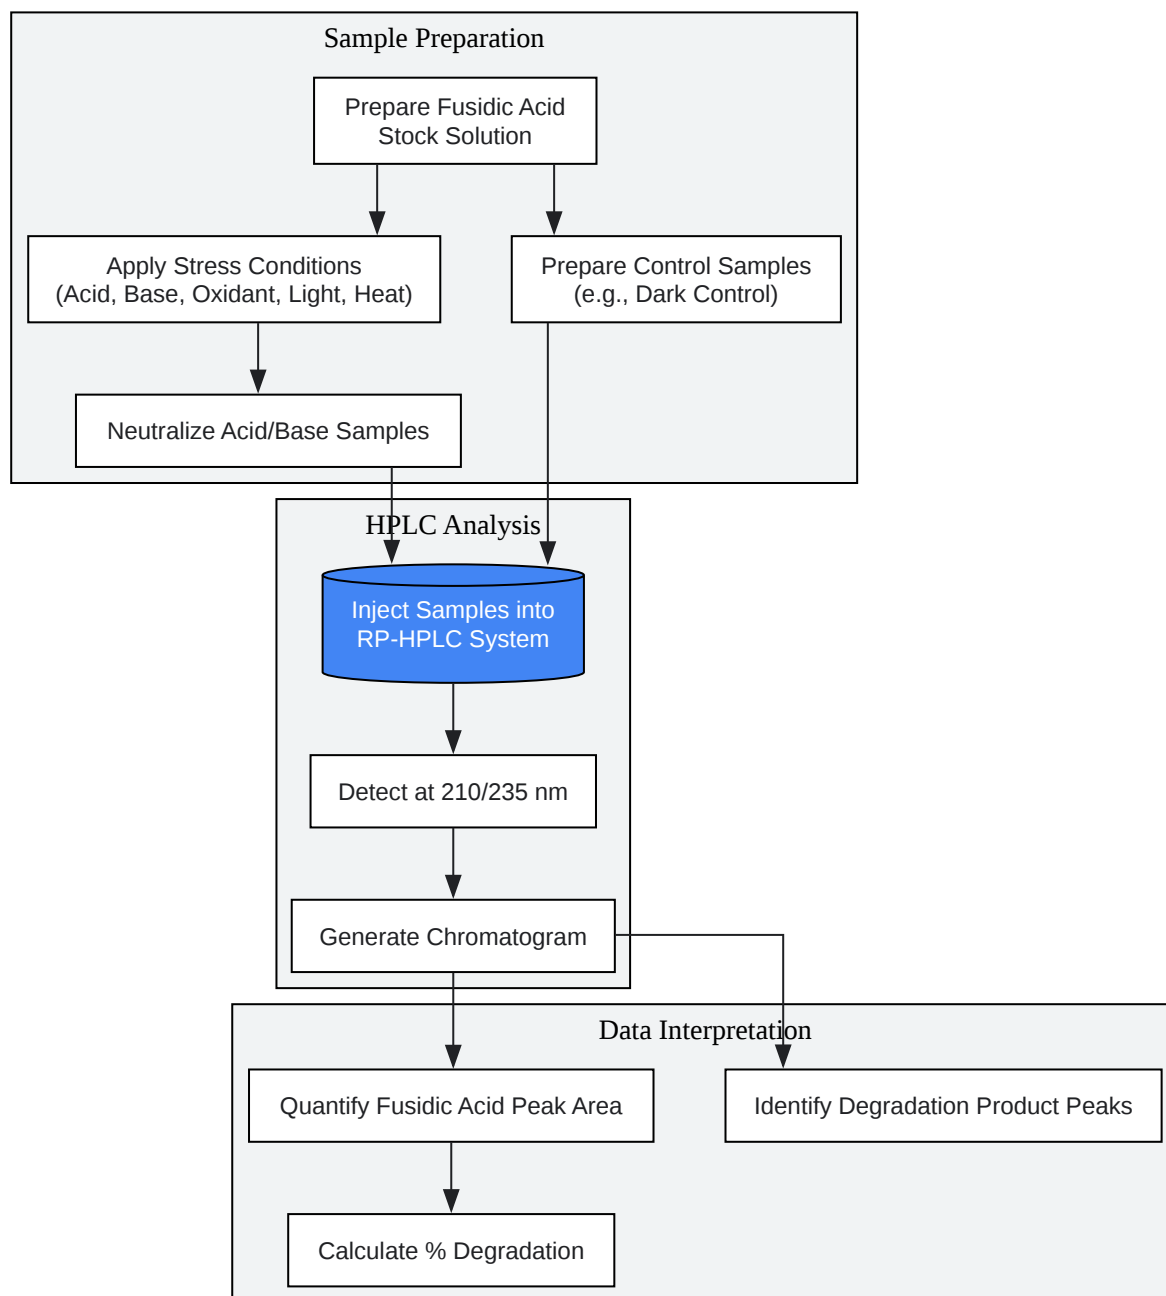 Sample Preparation
Prepare Fusidic Acid
Stock Solution
Apply Stress Conditions
(Acid, Base, Oxidant, Light, Heat)
Prepare Control Samples
(e.g., Dark Control)
Neutralize Acid/Base Samples
HPLC Analysis
Inject Samples into
RP-HPLC System
Detect at 210/235 nm
Generate Chromatogram
Data Interpretation
Quantify Fusidic Acid Peak Area
Identify Degradation Product Peaks
Calculate % Degradation